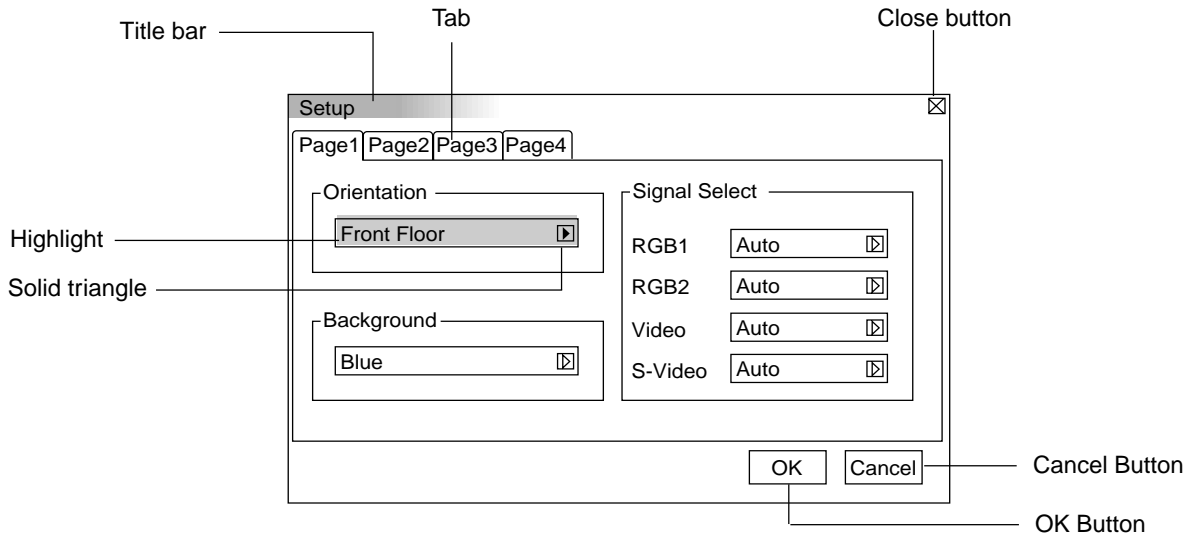 Title bar
Tab
Close button
Setup
Page1 Page2 Page3 Page4
Orientation
Front Floor
Highlight
Solid triangle
Background
Blue
Signal Select
RGB1 Auto
RGB2 Auto
Video Auto
S-Video Auto
OK Cancel
Cancel Button
OK Button